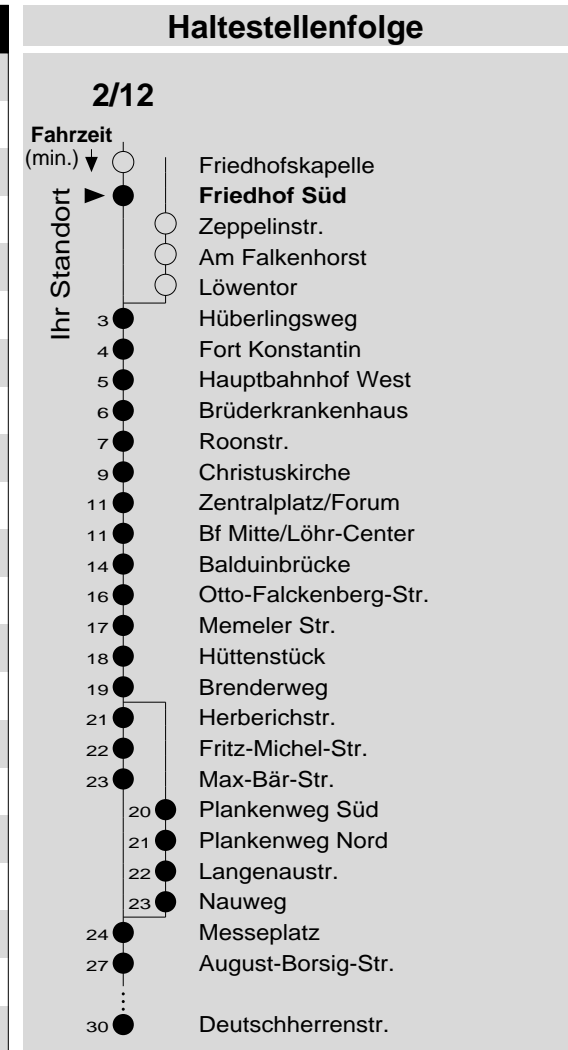 Haltestellenfolge
2/12
Fahrzeit
(min.)
Ihr Standort
Friedhofskapelle
Friedhof Süd
Zeppelinstr.
Am Falkenhorst
Löwentor
3 Hüberlingsweg
4 Fort Konstantin
5 Hauptbahnhof West
6 Brüderkrankenhaus
7 Roonstr.
9 Christuskirche
11 Zentralplatz/Forum
11 Bf Mitte/Löhr-Center
14 Balduinbrücke
16 Otto-Falckenberg-Str.
17 Memeler Str.
18 Hüttenstück
19 Brenderweg
21 Herberichstr.
22 Fritz-Michel-Str.
23 Max-Bär-Str.
20 Plankenweg Süd
21 Plankenweg Nord
22 Langenaustr.
23 Nauweg
24 Messeplatz
27 August-Borsig-Str.
30 Deutschherrenstr.